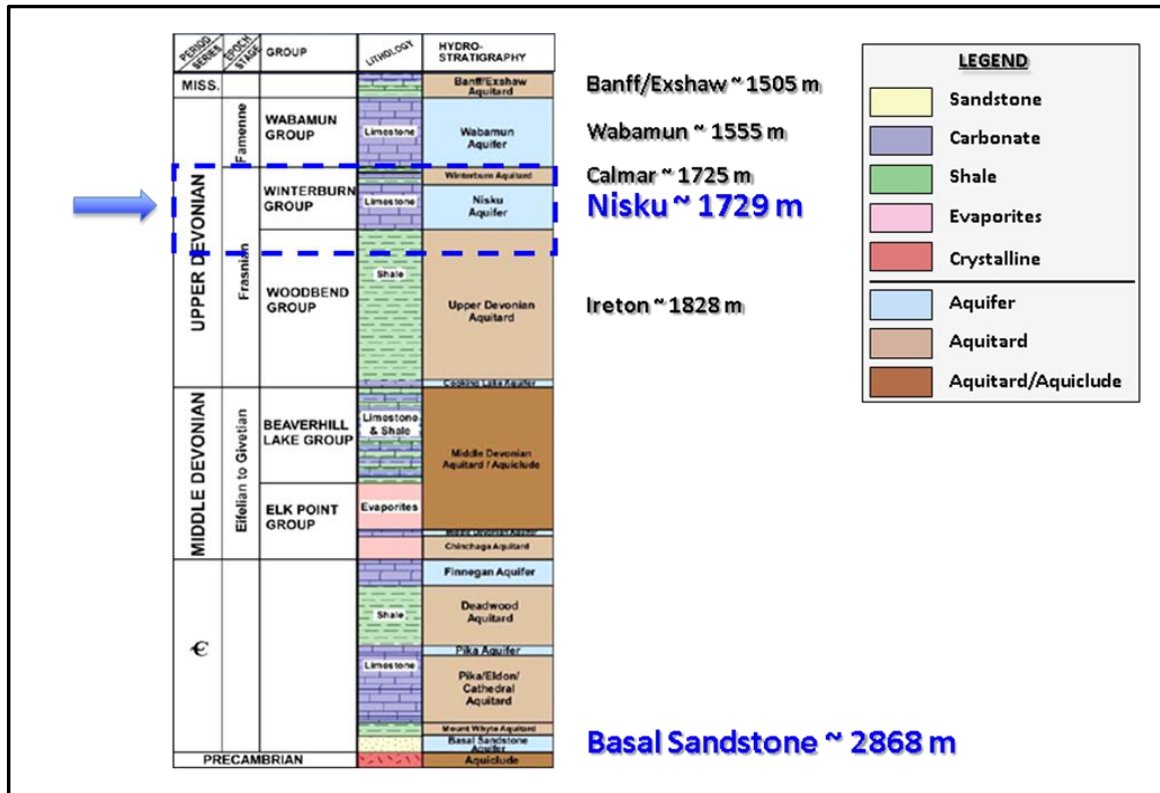 PERIOD
SERIES
EPOCH
STAGE
GROUP
LITHOLOGY
HYDRO-
STRATIGRAPHY
MISS.
Banff/Exshaw
Aquitard
Banff/Exshaw ~ 1505 m
UPPER DEVONIAN
Famenne
WABAMUN
GROUP
Limestone
Wabamun
Aquifer
Wabamun ~ 1555 m
Frasnian
WINTERBURN
GROUP
Limestone
Winterburn Aquitard
Nisku
Aquifer
Calmar ~ 1725 m
Nisku ~ 1729 m
WOODBEND
GROUP
Shale
Upper Devonian
Aquitard
Ireton ~ 1828 m
Cooking Lake Aquifer
MIDDLE DEVONIAN
Eifelian to Givetian
BEAVERHILL
LAKE GROUP
Limestone
& Shale
Middle Devonian
Aquitard / Aquiclude
ELK POINT
GROUP
Evaporites
Middle Devonian Aquifer
Chinchaga Aquitard
Є
Finnegan Aquifer
Shale
Deadwood
Aquitard
Pika Aquifer
Limestone
Pika/Eldon/
Cathedral
Aquitard
Mount Whyte Aquitard
Basal Sandstone
Aquifer
Basal Sandstone ~ 2868 m
PRECAMBRIAN
Aquiclude
LEGEND
Sandstone
Carbonate
Shale
Evaporites
Crystalline
Aquifer
Aquitard
Aquitard/Aquiclude